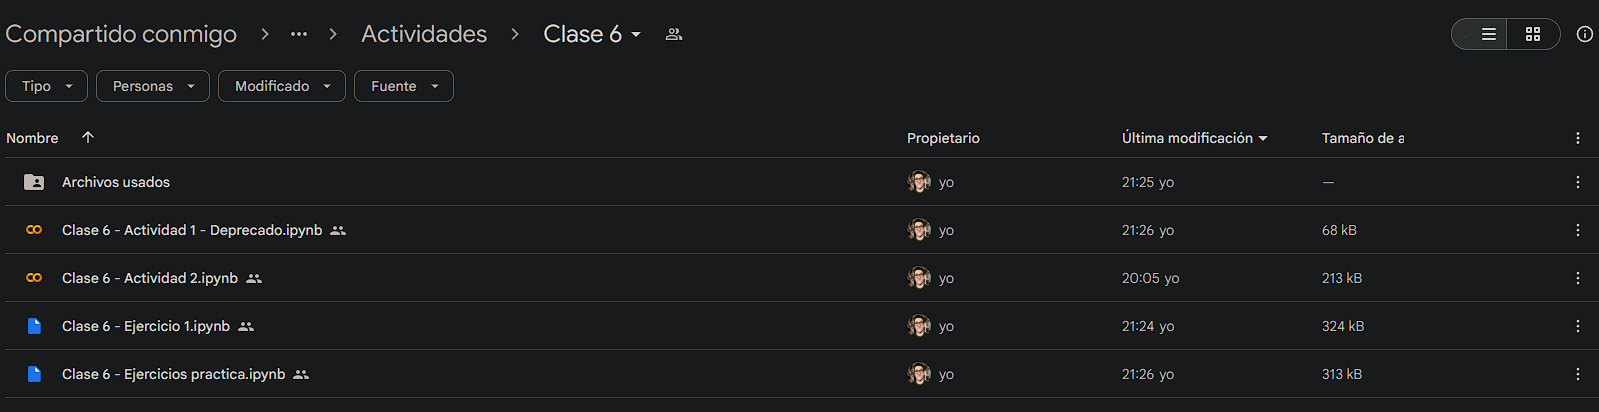 Compartido conmigo > ... > Actividades > Clase 6
Tipo Personas Modificado Fuente
Nombre Propietario Última modificación Tamaño de a
Archivos usados yo 21:25 yo —
Clase 6 - Actividad 1 - Deprecado.ipynb yo 21:26 yo 68 kB
Clase 6 - Actividad 2.ipynb yo 20:05 yo 213 kB
Clase 6 - Ejercicio 1.ipynb yo 21:24 yo 324 kB
Clase 6 - Ejercicios practica.ipynb yo 21:26 yo 313 kB